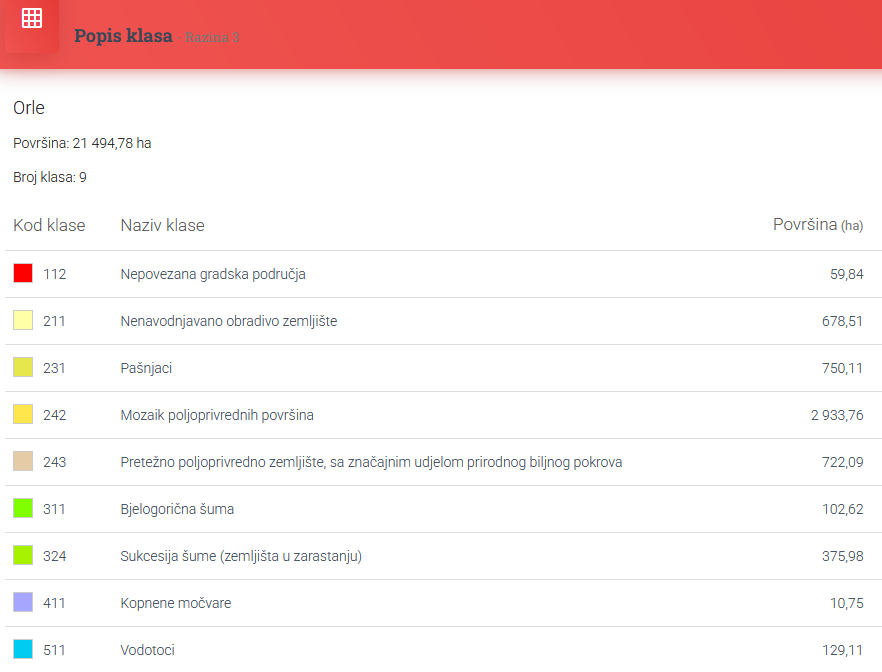 Popis klasa - Razina 3
Orle
Površina: 21 494,78 ha
Broj klasa: 9
Kod klase Naziv klase Površina (ha)
112 Nepovezana gradska područja 59,84
211 Nenavodnjavano obradivo zemljište 678,51
231 Pašnjaci 750,11
242 Mozaik poljoprivrednih površina 2 933,76
243 Pretežno poljoprivredno zemljište, sa značajnim udjelom prirodnog biljnog pokrova 722,09
311 Bjelogorična šuma 102,62
324 Sukcesija šume (zemljišta u zarastanju) 375,98
411 Kopnene močvare 10,75
511 Vodotoci 129,11